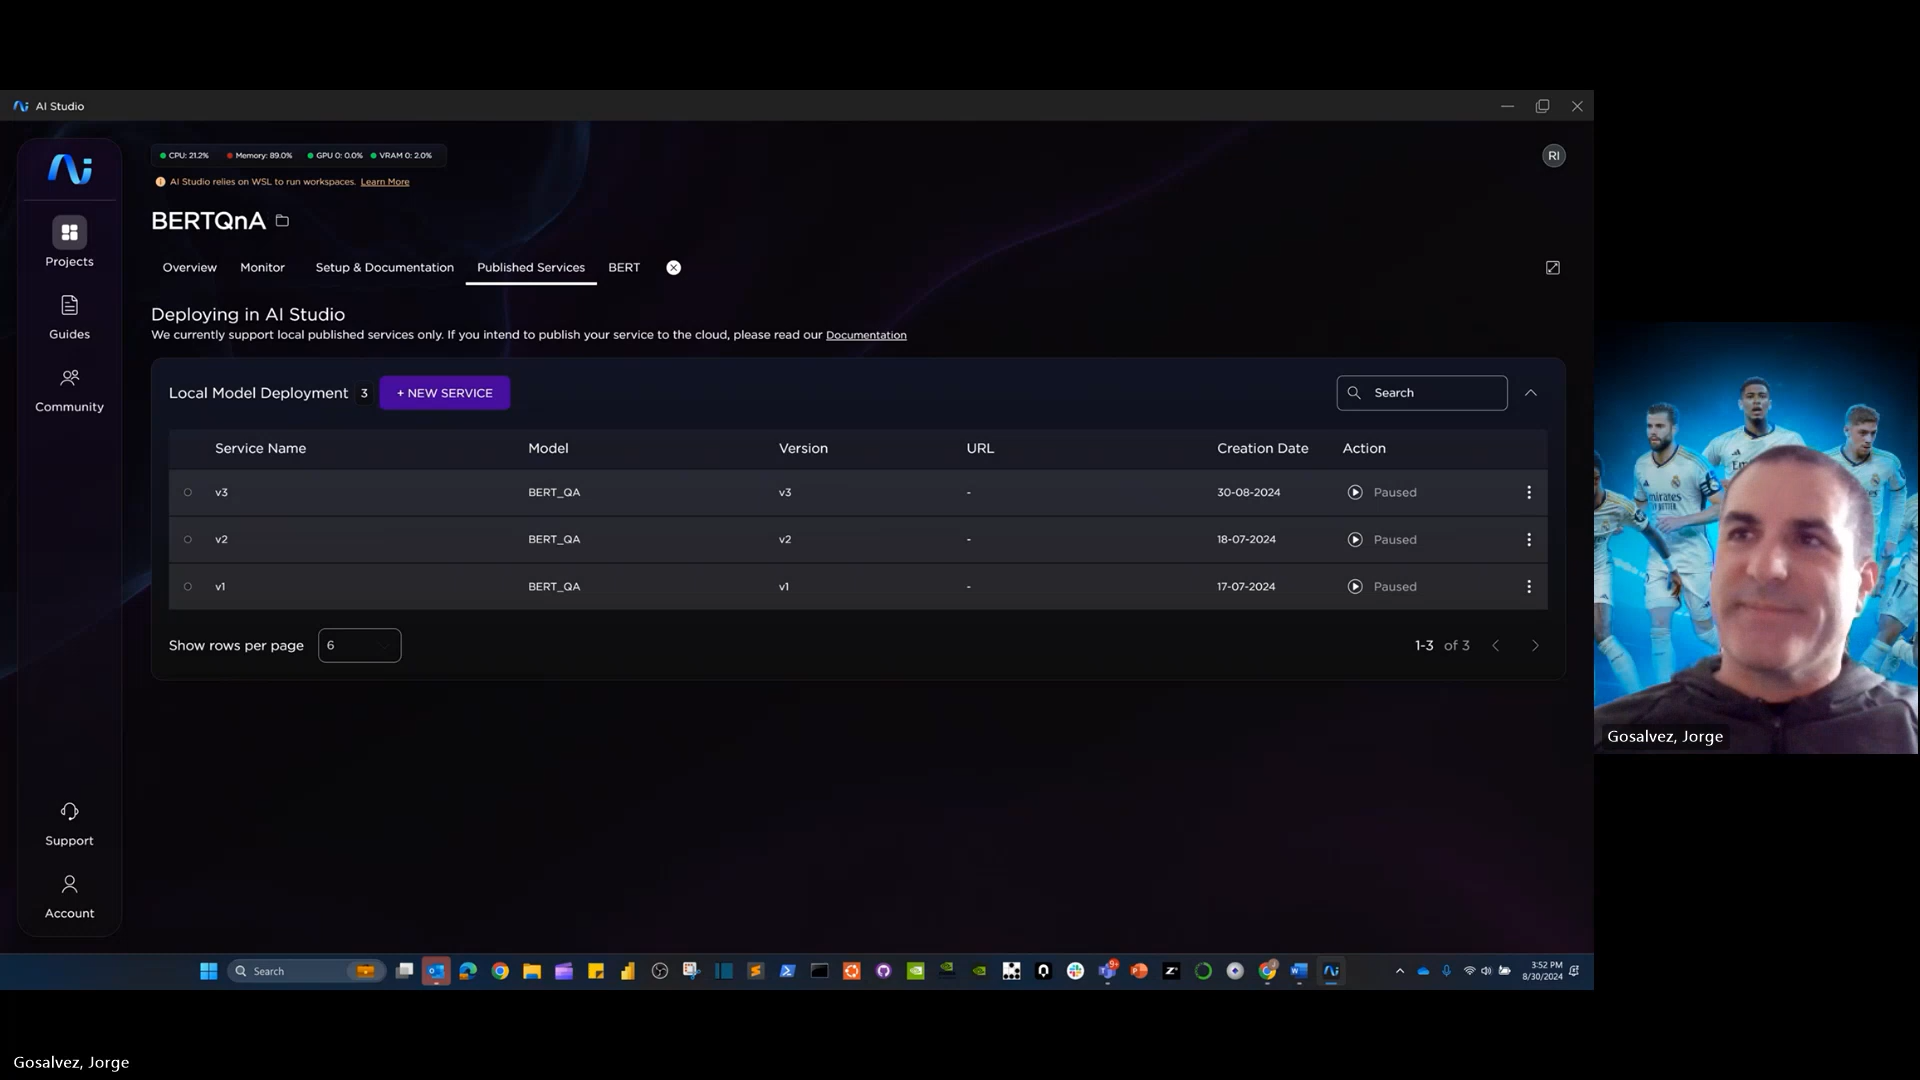 AI Studio
CPU: 21.2% Memory: 89.0% GPU 0: 0.0% VRAM 0: 2.0%
RI
AI Studio relies on WSL to run workspaces. Learn More
BERTQnA
Projects
Overview Monitor Setup & Documentation Published Services BERT
Guides
Deploying in AI Studio
We currently support local published services only. If you intend to publish your service to the cloud, please read our Documentation
Community
Local Model Deployment 3 + NEW SERVICE Search
Service Name Model Version URL Creation Date Action
v3 BERT_QA v3 - 30-08-2024 Paused
v2 BERT_QA v2 - 18-07-2024 Paused
v1 BERT_QA v1 - 17-07-2024 Paused
Show rows per page 6 1-3 of 3
Gosalvez, Jorge
Support
Account
Search
3:52 PM
8/30/2024
Gosalvez, Jorge